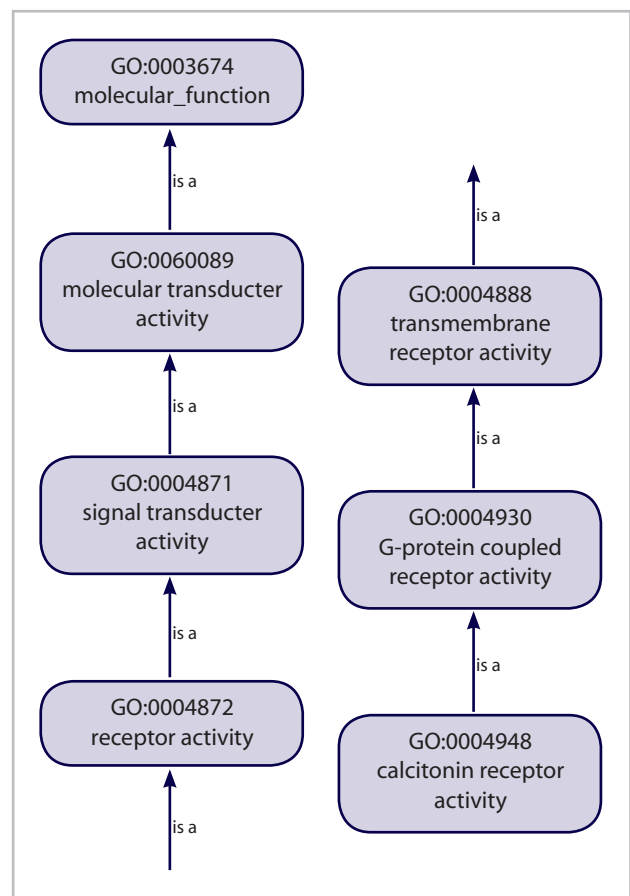 GO:0003674
molecular_function
is a
GO:0060089
molecular transducter
activity
is a
GO:0004871
signal transducter
activity
is a
GO:0004872
receptor activity
is a
is a
GO:0004888
transmembrane
receptor activity
is a
GO:0004930
G-protein coupled
receptor activity
is a
GO:0004948
calcitonin receptor
activity